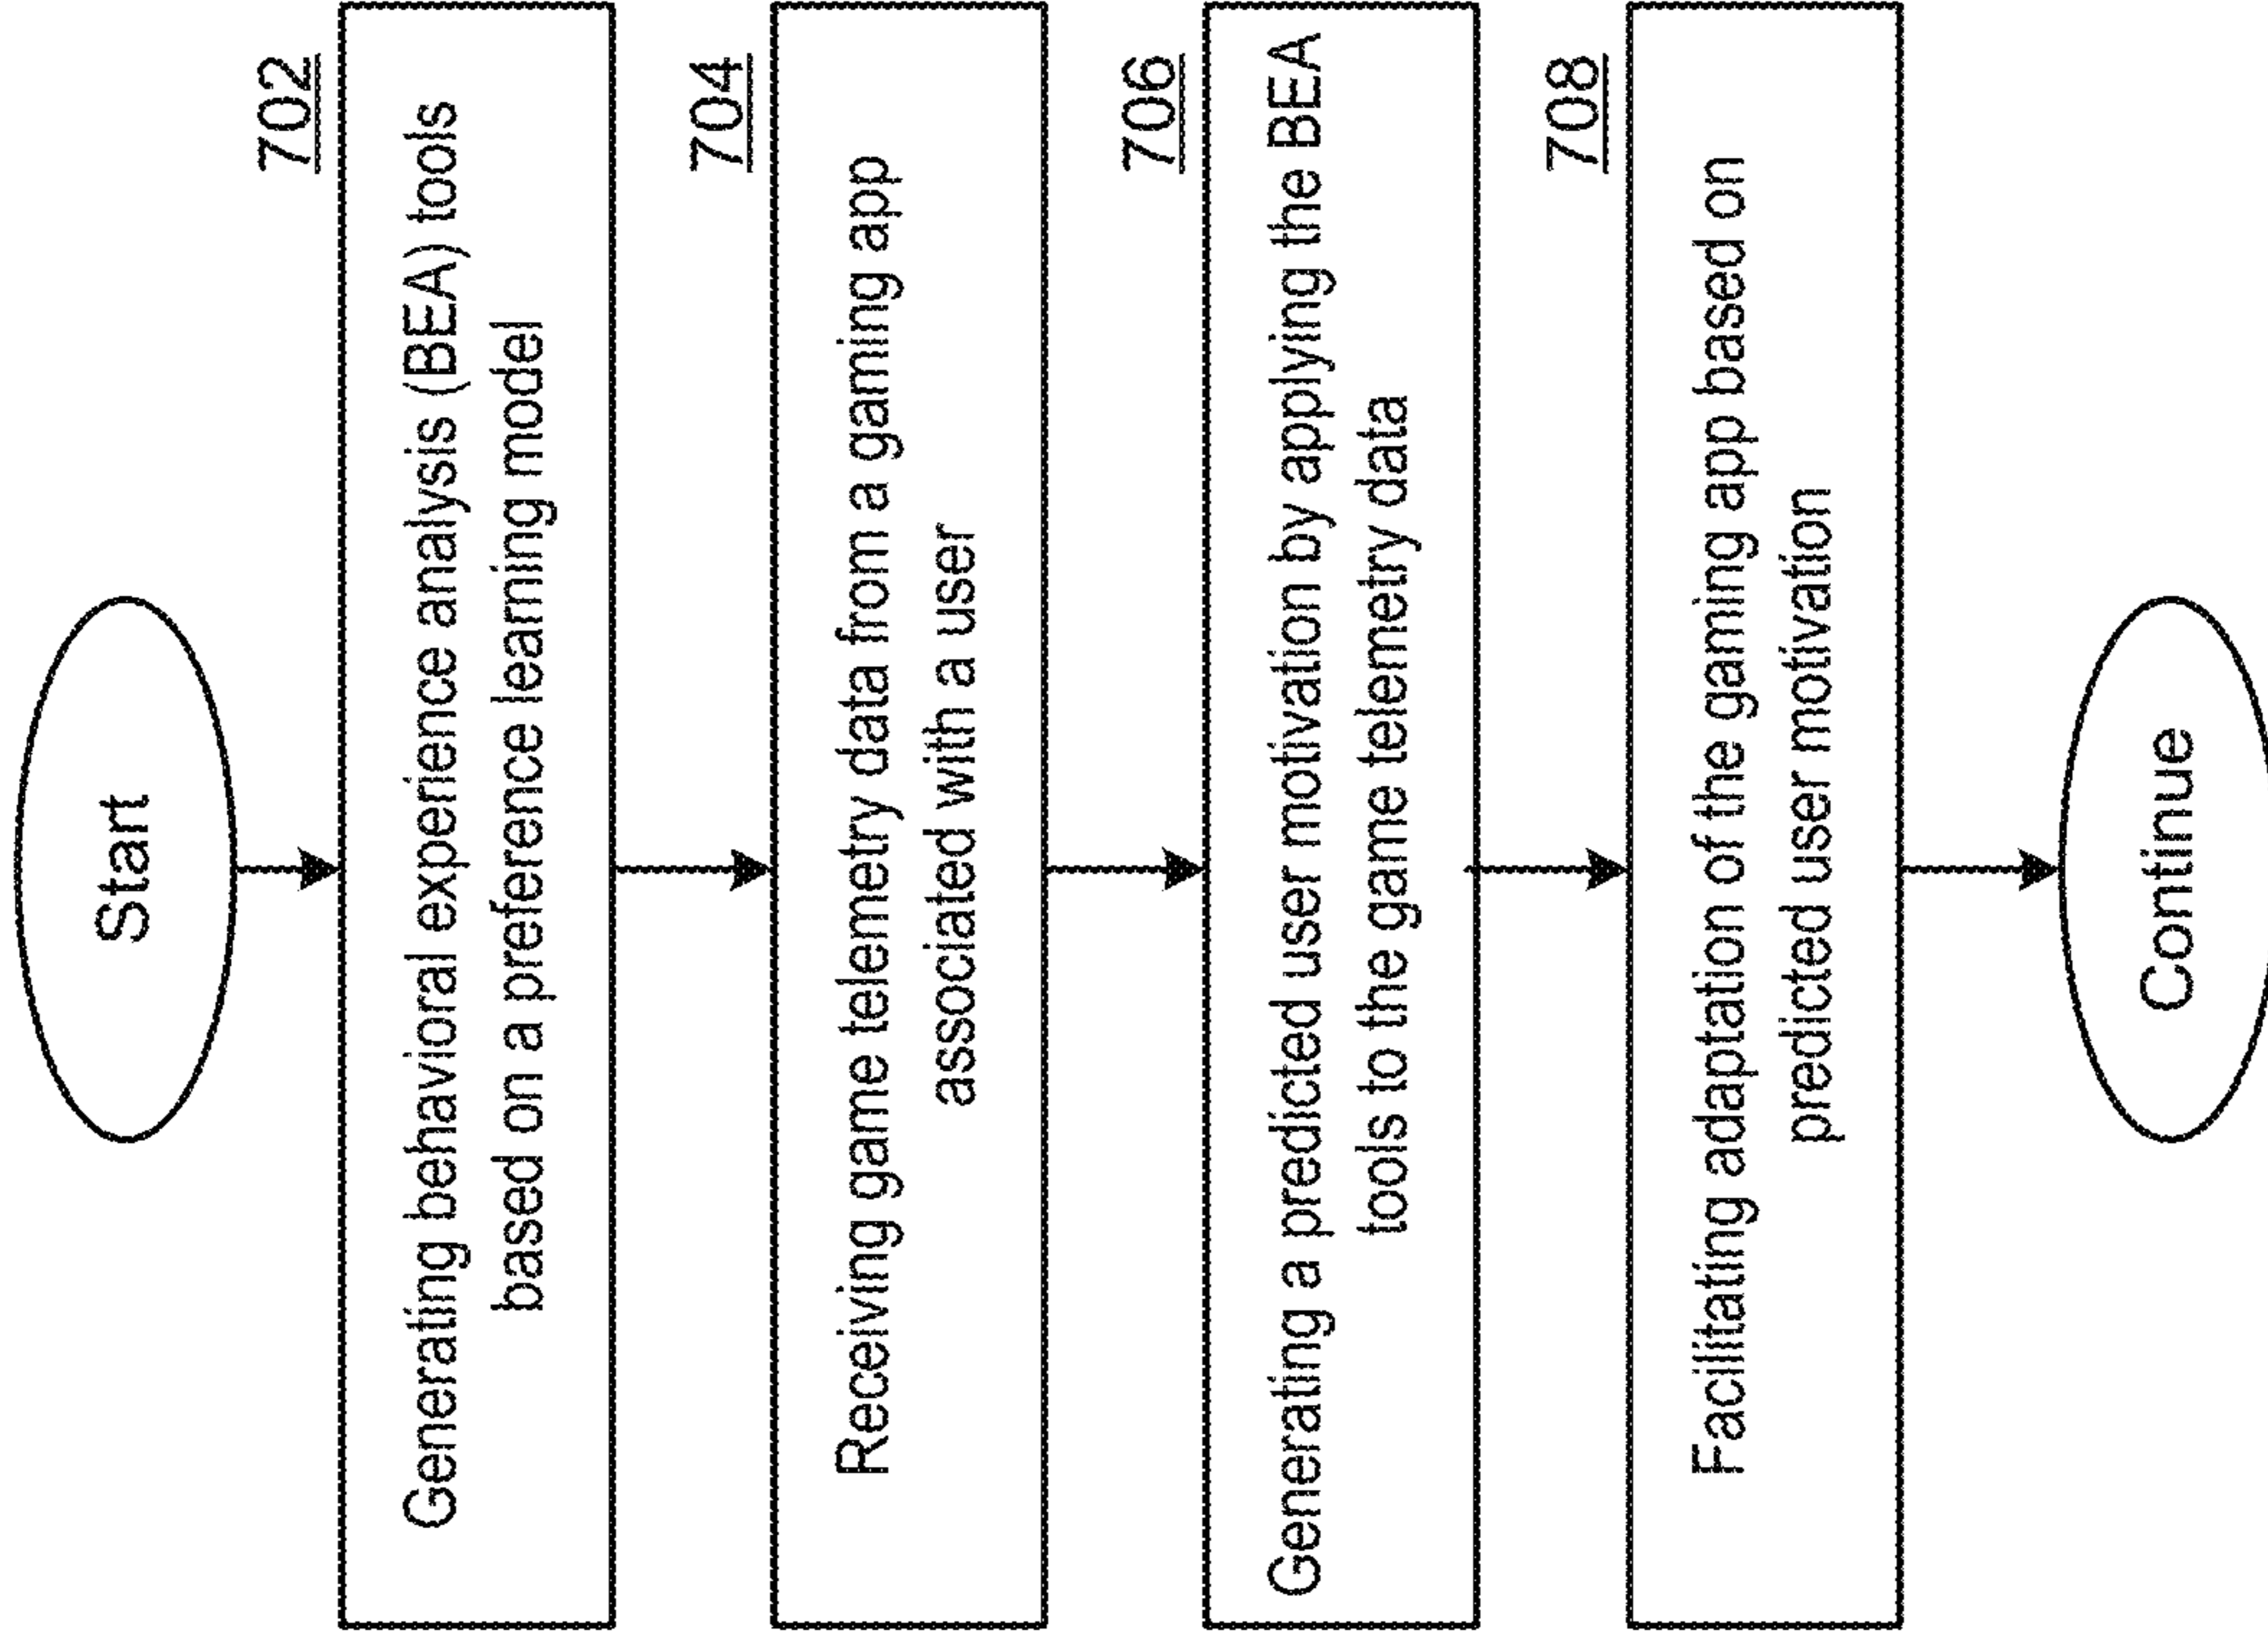 Start
702
Generating behavioral experience analysis (BEA) tools
based on a preference learning model
704
Receiving game telemetry data from a gaming app
associated with a user
706
Generating a predicted user motivation by applying the BEA
tools to the game telemetry data
708
Facilitating adaptation of the gaming app based on
predicted user motivation
Continue